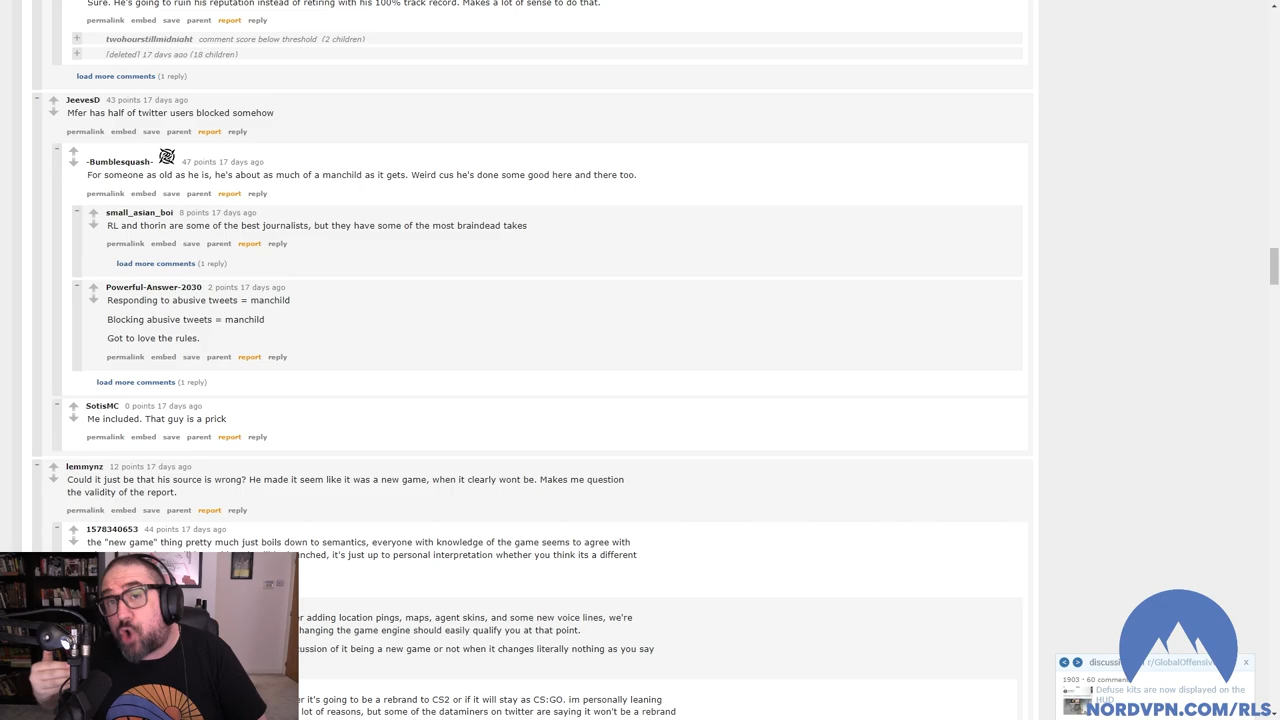 Sure. He's going to ruin his reputation instead of retiring with his 100% track record. Makes a lot of sense to do that.
permalink embed save parent report reply
+ twohourstillmidnight comment score below threshold (2 children)
+ [deleted] 17 days ago (18 children)
load more comments (1 reply)
– JeevesD 43 points 17 days ago
Mfer has half of twitter users blocked somehow
permalink embed save parent report reply
– -Bumblesquash- 47 points 17 days ago
For someone as old as he is, he's about as much of a manchild as it gets. Weird cus he's done some good here and there too.
permalink embed save parent report reply
– small_asian_boi 8 points 17 days ago
RL and thorin are some of the best journalists, but they have some of the most braindead takes
permalink embed save parent report reply
load more comments (1 reply)
– Powerful-Answer-2030 2 points 17 days ago
Responding to abusive tweets = manchild
Blocking abusive tweets = manchild
Got to love the rules.
permalink embed save parent report reply
load more comments (1 reply)
– SotisMC 0 points 17 days ago
Me included. That guy is a prick
permalink embed save parent report reply
– lemmynz 12 points 17 days ago
Could it just be that his source is wrong? He made it seem like it was a new game, when it clearly wont be. Makes me question
the validity of the report.
permalink embed save parent report reply
– 1578340653 44 points 17 days ago
the "new game" thing pretty much just boils down to semantics, everyone with knowledge of the game seems to agree with
nched, it's just up to personal interpretation whether you think its a different
r adding location pings, maps, agent skins, and some new voice lines, we're
hanging the game engine should easily qualify you at that point.
cussion of it being a new game or not when it changes literally nothing as you say
r it's going to be a rebrand to CS2 or if it will stay as CS:GO. im personally leaning
lot of reasons, but some of the dataminers on twitter are saying it won't be a rebrand
r/GlobalOffensive x
1903 · 60 comments
Defuse kits are now displayed on the
HUD
NORDVPN.COM/RLS